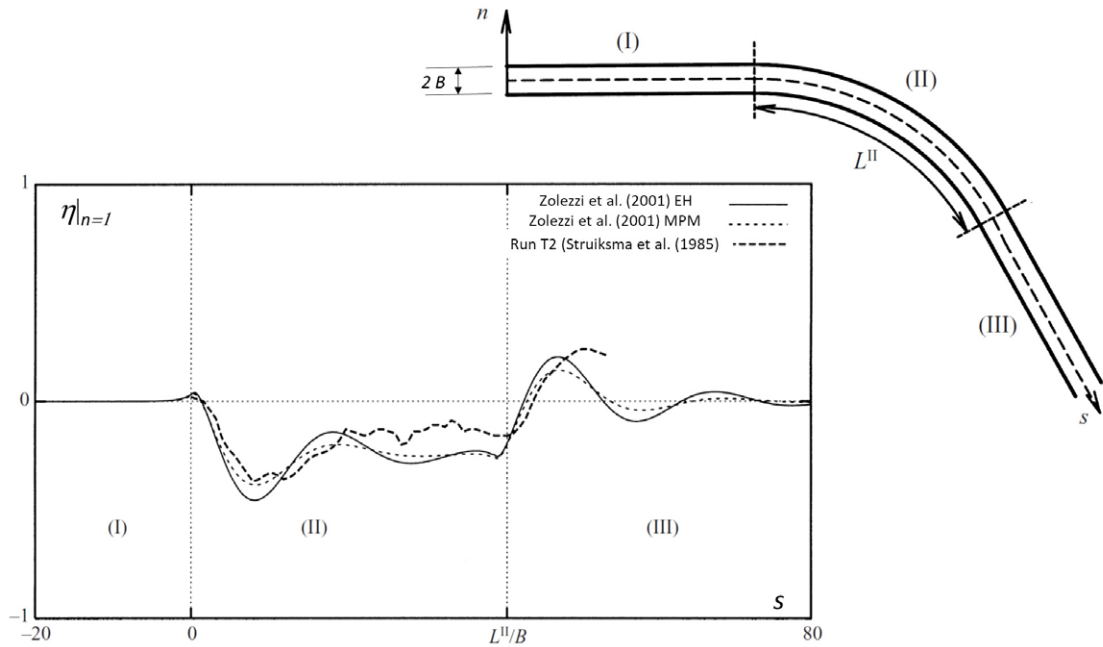 n
(I)
2 B
(II)
L^II
(III)
s
1
η|n=1
Zolezzi et al. (2001) EH
Zolezzi et al. (2001) MPM
Run T2 (Struiksma et al. (1985)
0
(I)
(II)
(III)
s
−1
−20
0
L^II/B
80